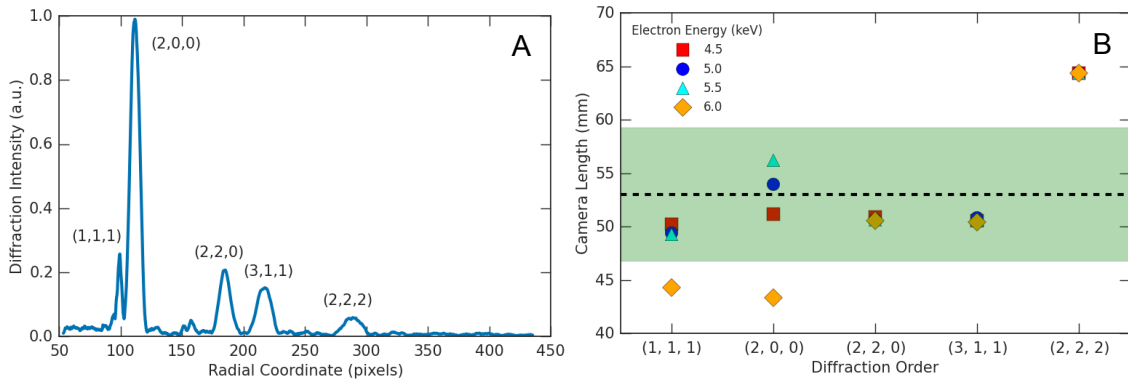 A
(2,0,0)
(1,1,1)
(2,2,0)
(3,1,1)
(2,2,2)
Diffraction Intensity (a.u.)
1.0
0.8
0.6
0.4
0.2
0.0
50
100
150
200
250
300
350
400
450
Radial Coordinate (pixels)
B
Electron Energy (keV)
4.5
5.0
5.5
6.0
Camera Length (mm)
70
65
60
55
50
45
40
(1, 1, 1)
(2, 0, 0)
(2, 2, 0)
(3, 1, 1)
(2, 2, 2)
Diffraction Order